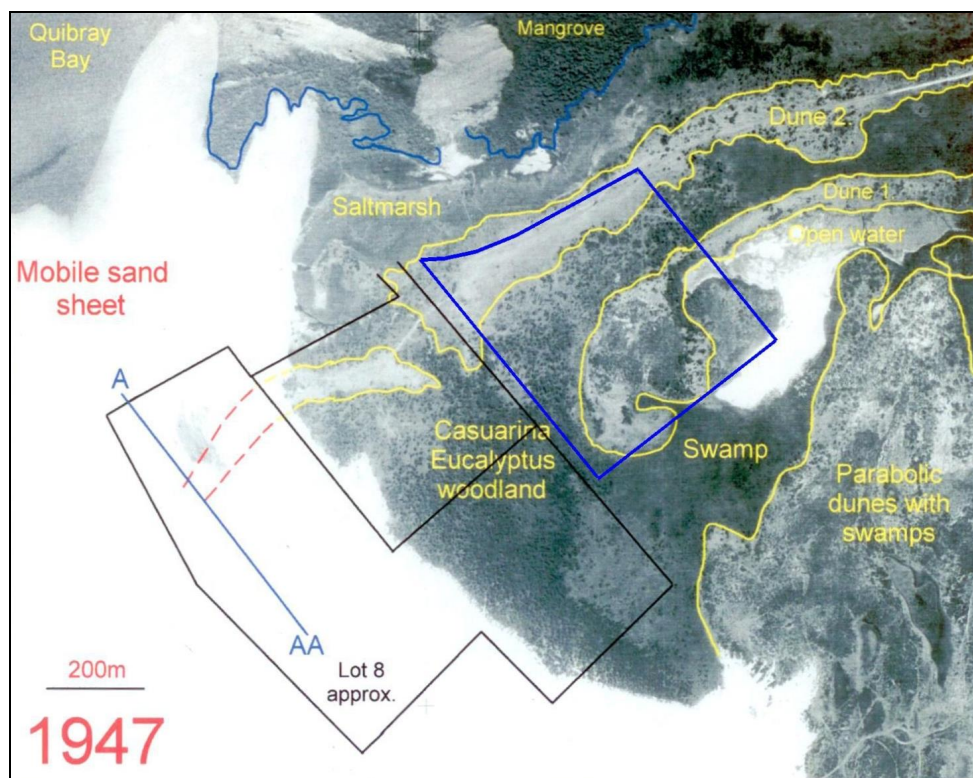 Quibray
Bay
Mangrove
Dune 2
Dune 1
Saltmarsh
Open water
Mobile sand
sheet
A
Casuarina
Eucalyptus
woodland
Swamp
Parabolic
dunes with
swamps
AA
Lot 8
approx.
200m
1947